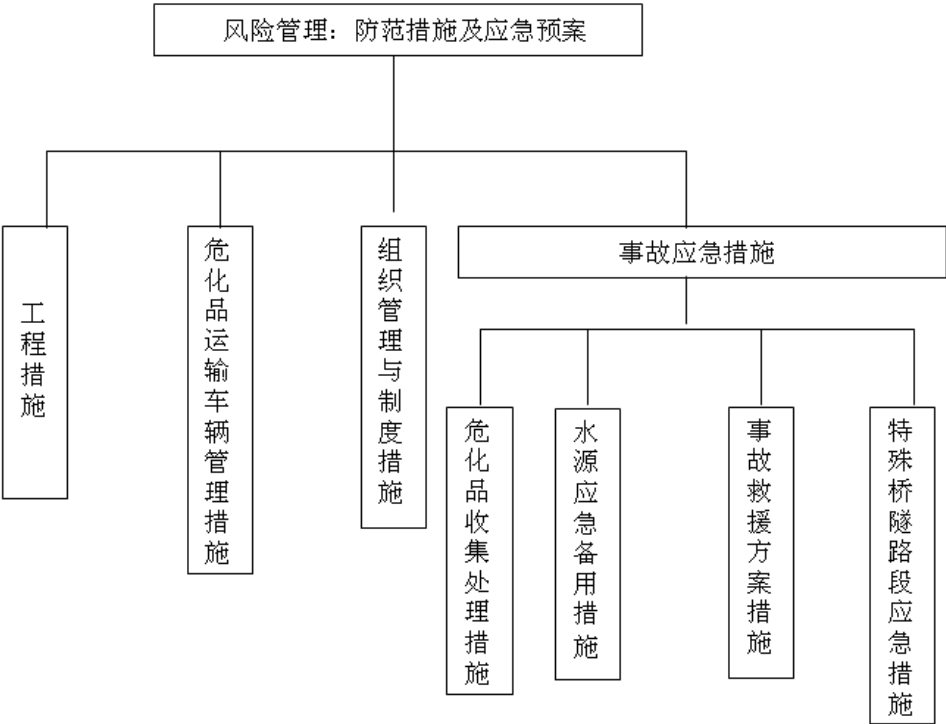 风险管理：防范措施及应急预案
工程措施
危化品运输车辆管理措施
组织管理与制度措施
事故应急措施
危化品收集处理措施
水源应急备用措施
事故救援方案措施
特殊桥隧路段应急措施